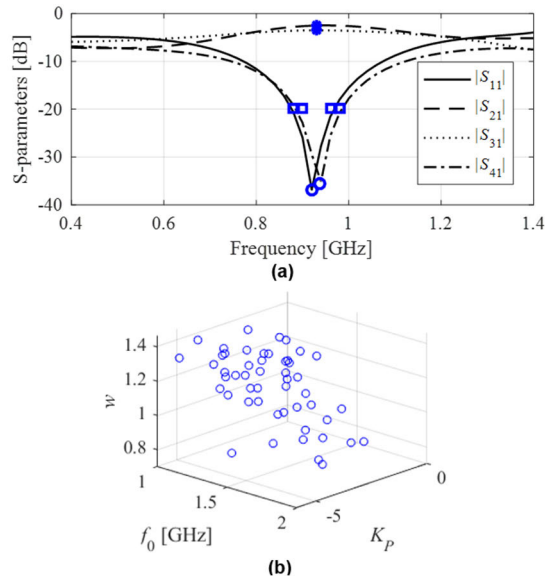 0
-10
-20
-30
-40
S-parameters [dB]
|S11|
|S21|
|S31|
|S41|
0.4 0.6 0.8 1 1.2 1.4
Frequency [GHz]
(a)
1.4
1.2
1
0.8
w
1
1.5
2
f0 [GHz]
-5
0
KP
(b)